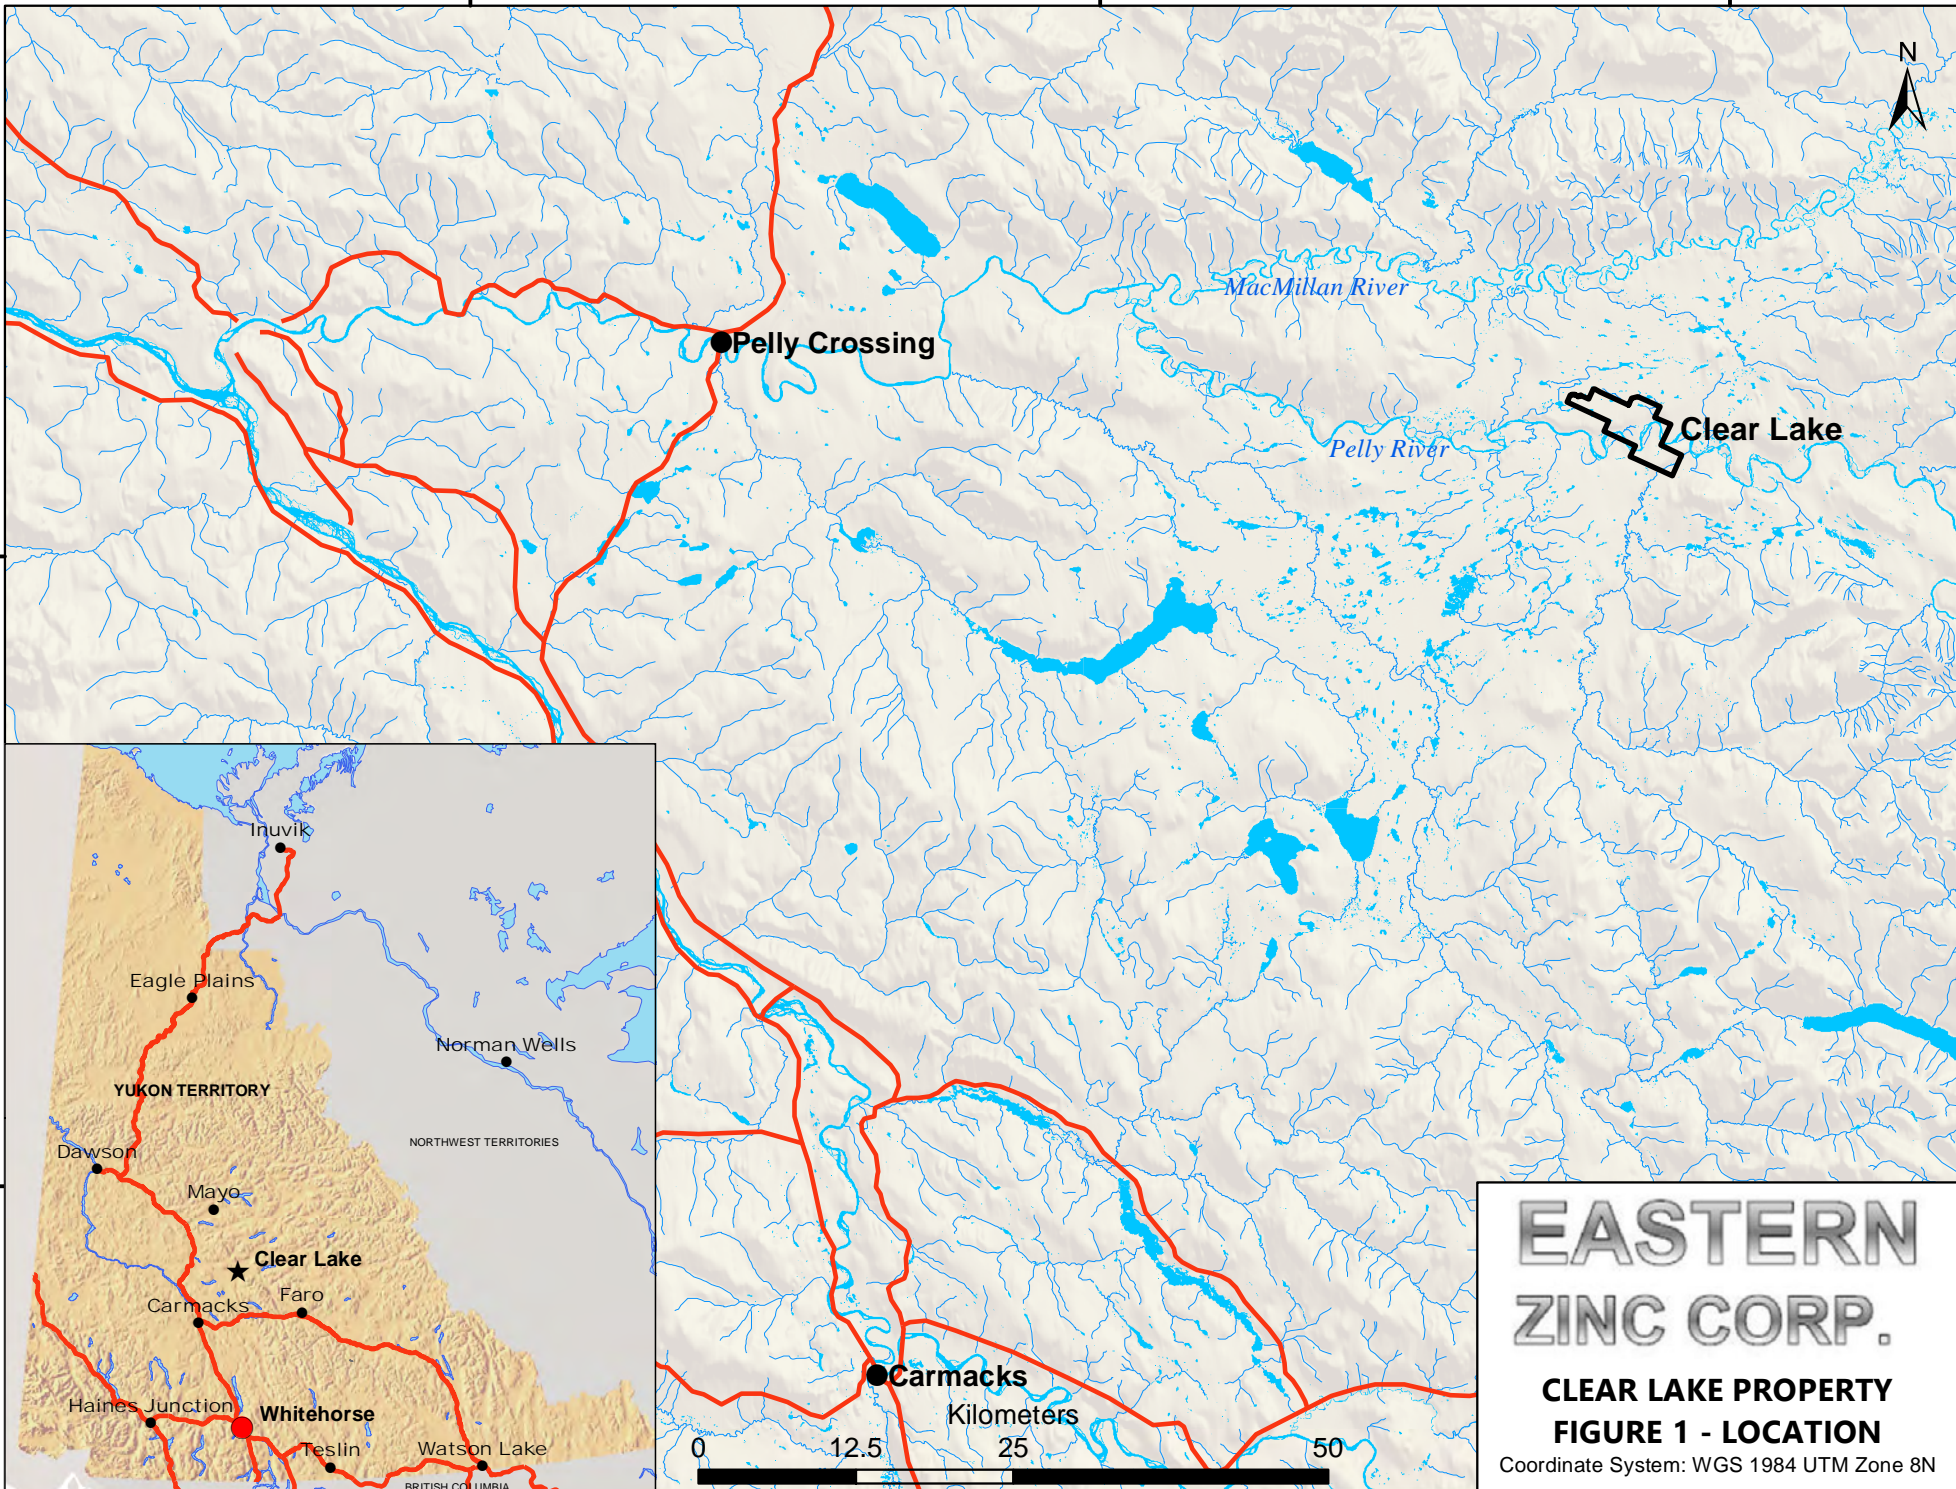 N
MacMillan River
Pelly Crossing
Clear Lake
Pelly River
Inuvik
Eagle Plains
Norman Wells
YUKON TERRITORY
NORTHWEST TERRITORIES
Dawson
Mayo
Clear Lake
Carmacks
Faro
Haines Junction
Whitehorse
Teslin
Watson Lake
BRITISH COLUMBIA
Carmacks
Kilometers
0 12.5 25 50
EASTERN
ZINC CORP.
CLEAR LAKE PROPERTY
FIGURE 1 - LOCATION
Coordinate System: WGS 1984 UTM Zone 8N